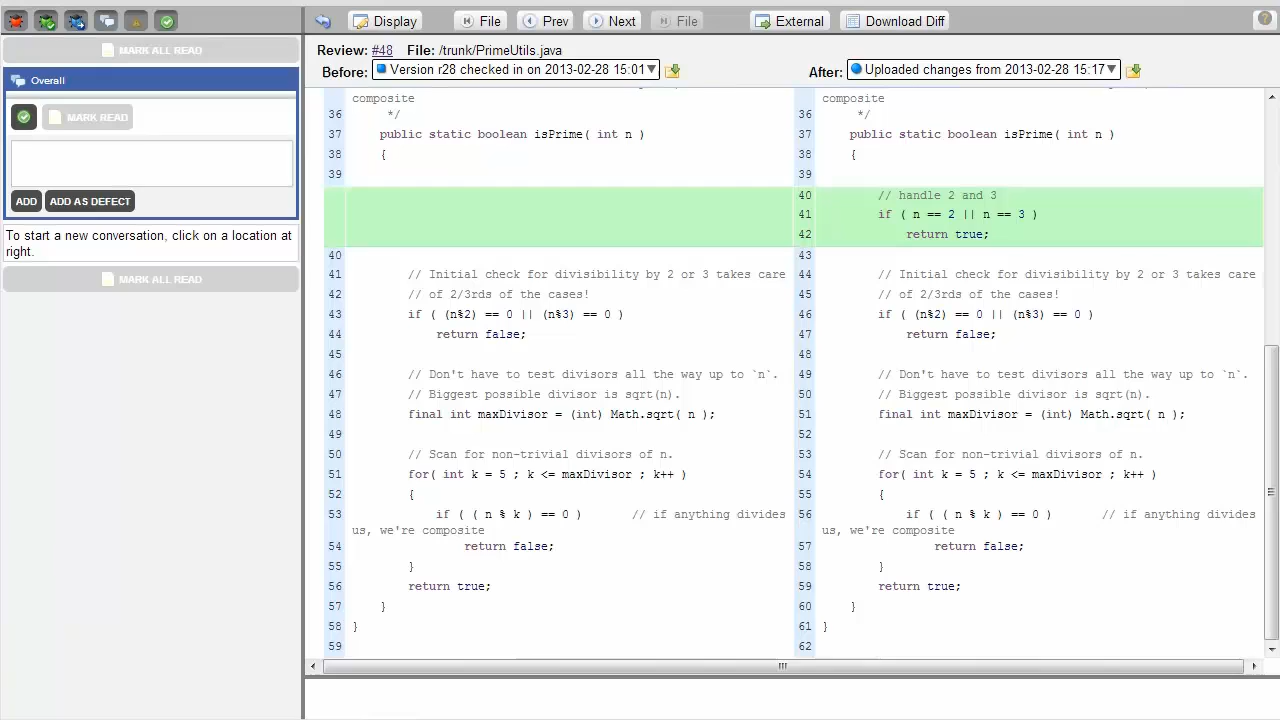 Display File Prev Next File External Download Diff
MARK ALL READ
Overall
MARK READ
ADD ADD AS DEFECT
To start a new conversation, click on a location at
right.
MARK ALL READ
Review: #48 File: /trunk/PrimeUtils.java
Before: Version r28 checked in on 2013-02-28 15:01 After: Uploaded changes from 2013-02-28 15:17
composite
36 */
37 public static boolean isPrime( int n )
38 {
39
40
41 // Initial check for divisibility by 2 or 3 takes care
42 // of 2/3rds of the cases!
43 if ( (n%2) == 0 || (n%3) == 0 )
44 return false;
45
46 // Don't have to test divisors all the way up to `n`.
47 // Biggest possible divisor is sqrt(n).
48 final int maxDivisor = (int) Math.sqrt( n );
49
50 // Scan for non-trivial divisors of n.
51 for( int k = 5 ; k <= maxDivisor ; k++ )
52 {
53 if ( ( n % k ) == 0 ) // if anything divides
us, we're composite
54 return false;
55 }
56 return true;
57 }
58 }
59
composite
36 */
37 public static boolean isPrime( int n )
38 {
39
40 // handle 2 and 3
41 if ( n == 2 || n == 3 )
42 return true;
43
44 // Initial check for divisibility by 2 or 3 takes care
45 // of 2/3rds of the cases!
46 if ( (n%2) == 0 || (n%3) == 0 )
47 return false;
48
49 // Don't have to test divisors all the way up to `n`.
50 // Biggest possible divisor is sqrt(n).
51 final int maxDivisor = (int) Math.sqrt( n );
52
53 // Scan for non-trivial divisors of n.
54 for( int k = 5 ; k <= maxDivisor ; k++ )
55 {
56 if ( ( n % k ) == 0 ) // if anything divides
us, we're composite
57 return false;
58 }
59 return true;
60 }
61 }
62